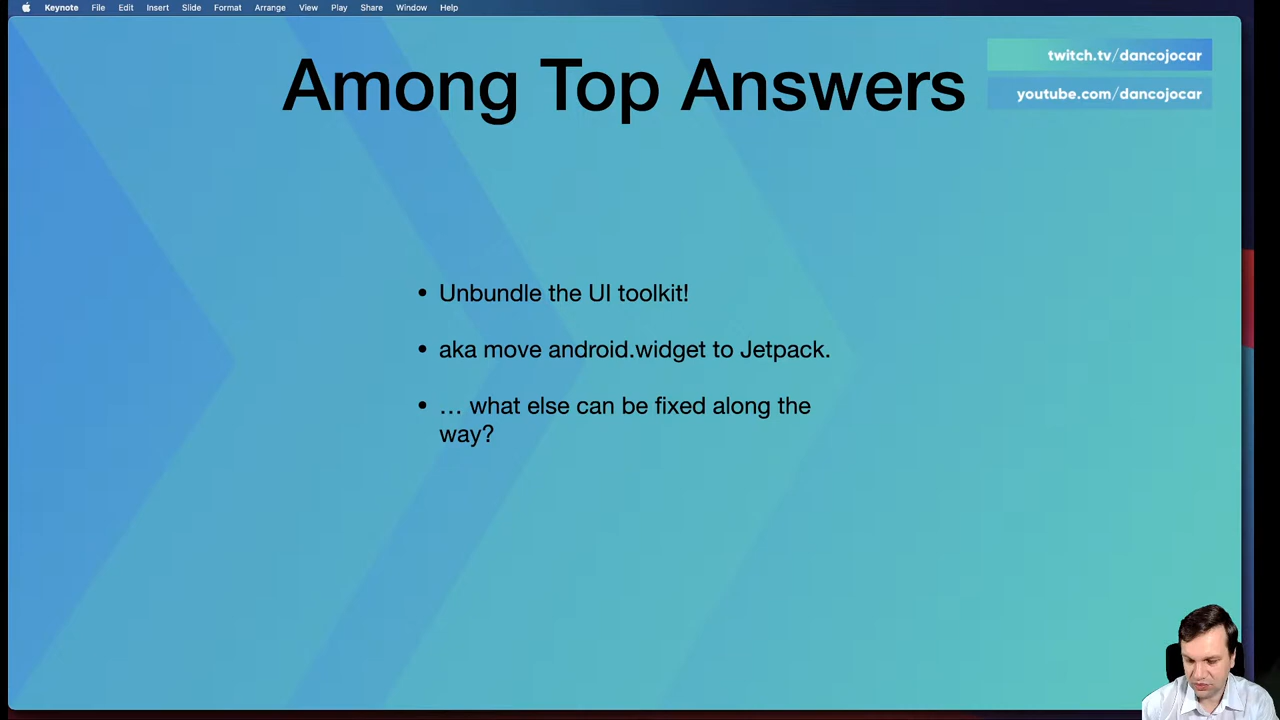 Keynote File Edit Insert Slide Format Arrange View Play Share Window Help
Among Top Answers
twitch.tv/dancojocar
youtube.com/dancojocar
• Unbundle the UI toolkit!
• aka move android.widget to Jetpack.
• … what else can be fixed along the
way?